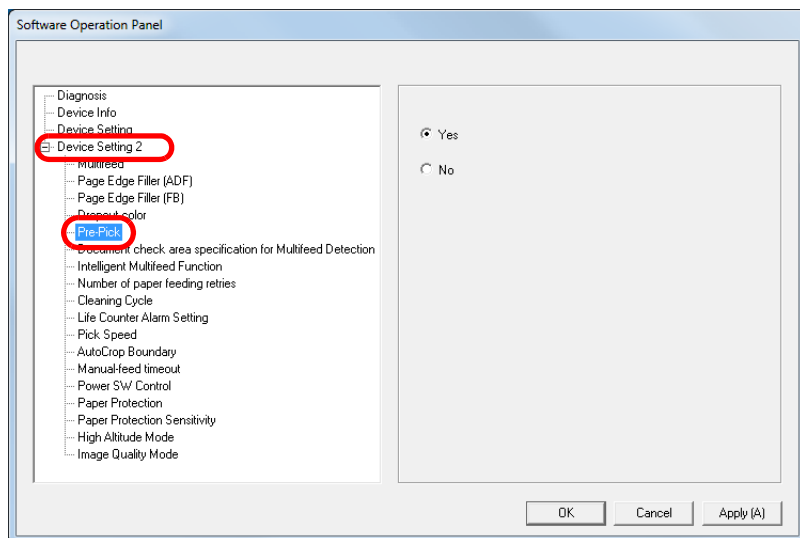 Software Operation Panel
Diagnosis
Device Info
Device Setting
Device Setting 2
Multifeed
Page Edge Filler (ADF)
Page Edge Filler (FB)
Dropout color
Pre-Pick
Document check area specification for Multifeed Detection
Intelligent Multifeed Function
Number of paper feeding retries
Cleaning Cycle
Life Counter Alarm Setting
Pick Speed
AutoCrop Boundary
Manual-feed timeout
Power SW Control
Paper Protection
Paper Protection Sensitivity
High Altitude Mode
Image Quality Mode
Yes
No
OK Cancel Apply (A)